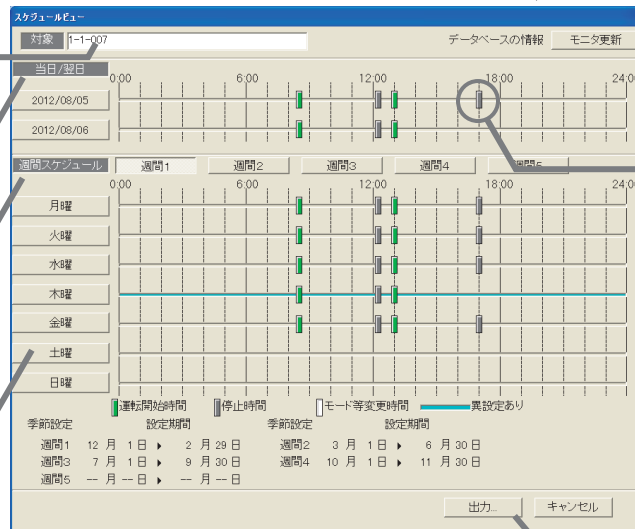 スケジュールビュー
対象 1-1-007 データベースの情報 モニタ更新
当日/翌日
0:00 6:00 12:00 18:00 24:00
2012/08/05
2012/08/06
週間スケジュール 週間1 週間2 週間3 週間4 週間5
0:00 6:00 12:00 18:00 24:00
月曜
火曜
水曜
木曜
金曜
土曜
日曜
運転開始時間 停止時間 モード等変更時間 異設定あり
季節設定 設定期間 季節設定 設定期間
週間1 12 月 1 日 ▶ 2 月 29 日 週間2 3 月 1 日 ▶ 6 月 30 日
週間3 7 月 1 日 ▶ 9 月 30 日 週間4 10 月 1 日 ▶ 11 月 30 日
週間5 -- 月 -- 日 ▶ -- 月 -- 日
出力... キャンセル